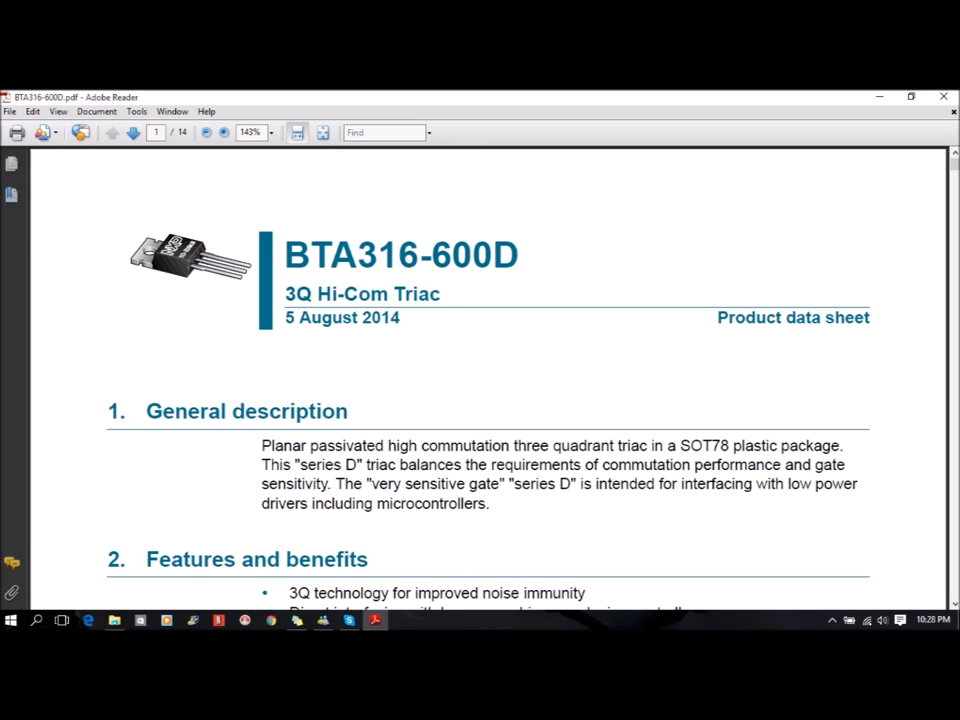 BTA316-600D.pdf - Adobe Reader
File Edit View Document Tools Window Help
1 / 14 143% Find
NXP
BTA316-600D
3Q Hi-Com Triac
5 August 2014 Product data sheet
1. General description
Planar passivated high commutation three quadrant triac in a SOT78 plastic package.
This "series D" triac balances the requirements of commutation performance and gate
sensitivity. The "very sensitive gate" "series D" is intended for interfacing with low power
drivers including microcontrollers.
2. Features and benefits
• 3Q technology for improved noise immunity
10:28 PM